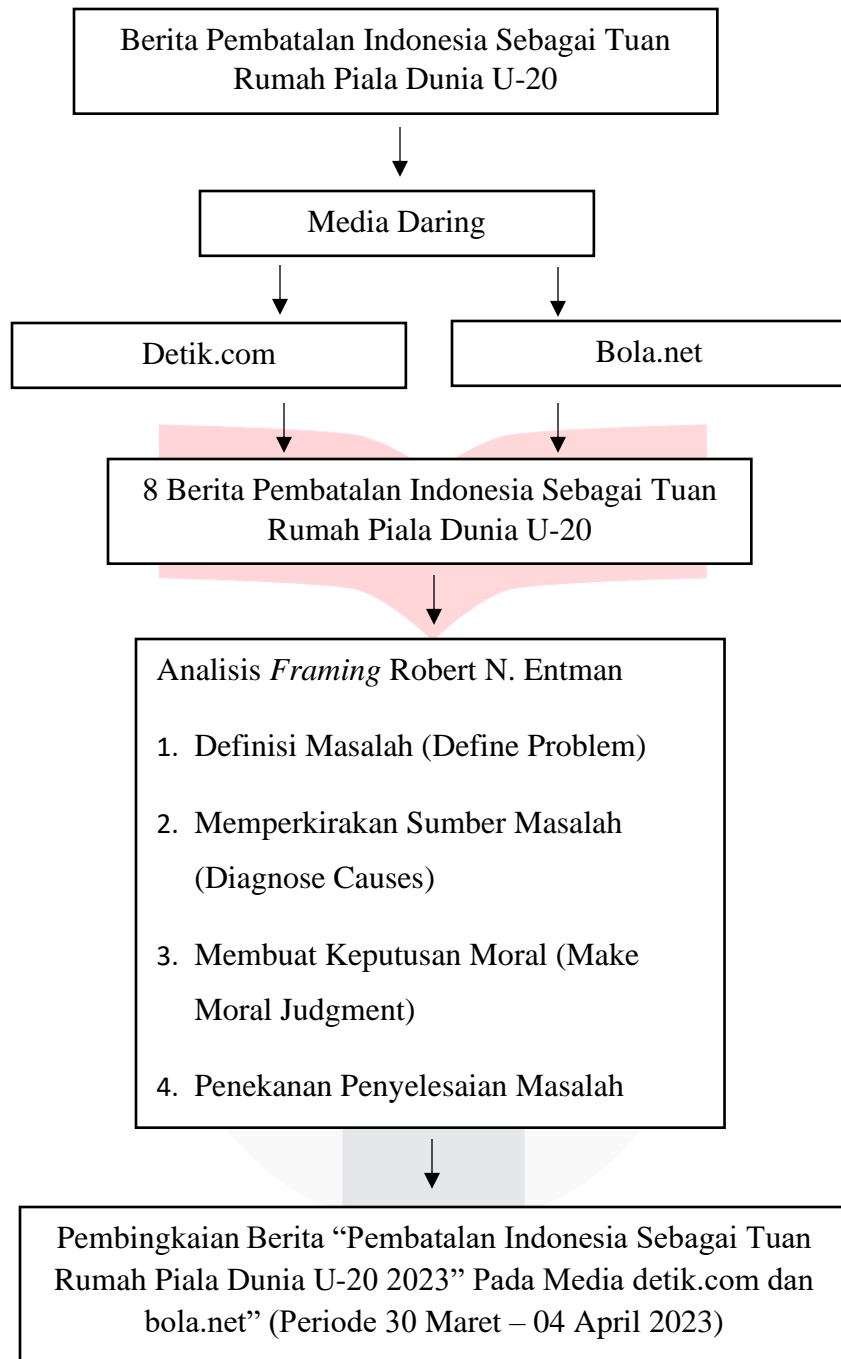 Berita Pembatalan Indonesia Sebagai Tuan
Rumah Piala Dunia U-20
Media Daring
Detik.com
Bola.net
8 Berita Pembatalan Indonesia Sebagai Tuan
Rumah Piala Dunia U-20
Analisis Framing Robert N. Entman
1. Definisi Masalah (Define Problem)
2. Memperkirakan Sumber Masalah
(Diagnose Causes)
3. Membuat Keputusan Moral (Make
Moral Judgment)
4. Penekanan Penyelesaian Masalah
Pembingkaian Berita “Pembatalan Indonesia Sebagai Tuan
Rumah Piala Dunia U-20 2023” Pada Media detik.com dan
bola.net” (Periode 30 Maret – 04 April 2023)